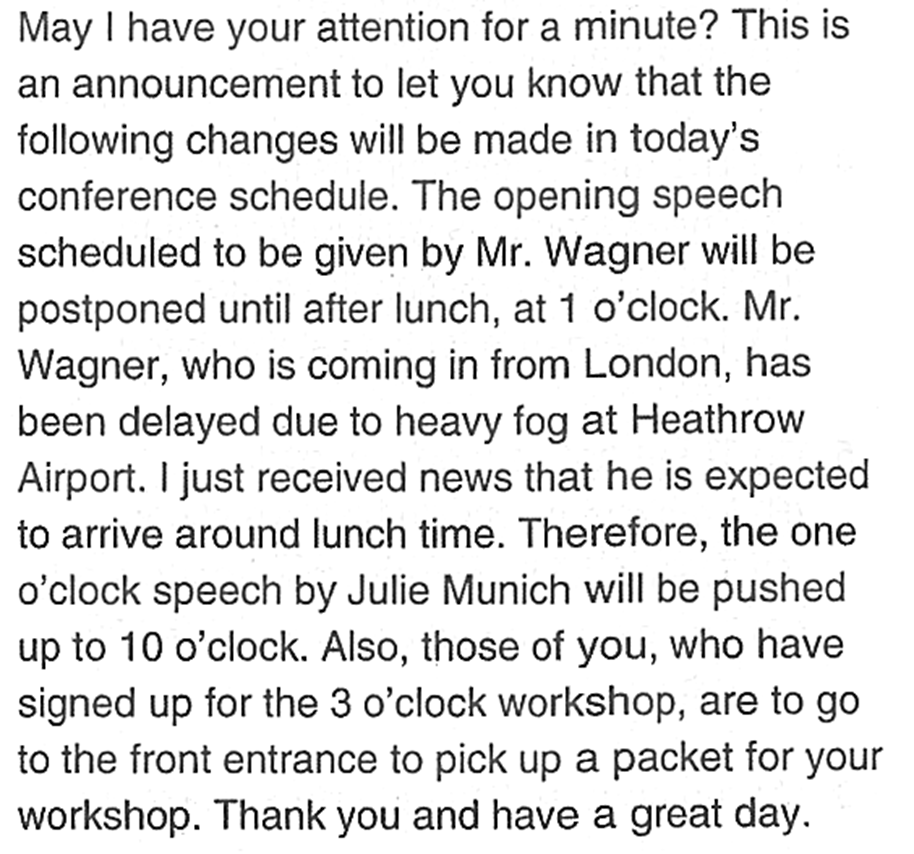 May I have your attention for a minute? This is
an announcement to let you know that the
following changes will be made in today's
conference schedule. The opening speech
scheduled to be given by Mr. Wagner will be
postponed until after lunch, at 1 o'clock. Mr.
Wagner, who is coming in from London, has
been delayed due to heavy fog at Heathrow
Airport. I just received news that he is expected
to arrive around lunch time. Therefore, the one
o'clock speech by Julie Munich will be pushed
up to 10 o'clock. Also, those of you, who have
signed up for the 3 o'clock workshop, are to go
to the front entrance to pick up a packet for your
workshop. Thank you and have a great day.